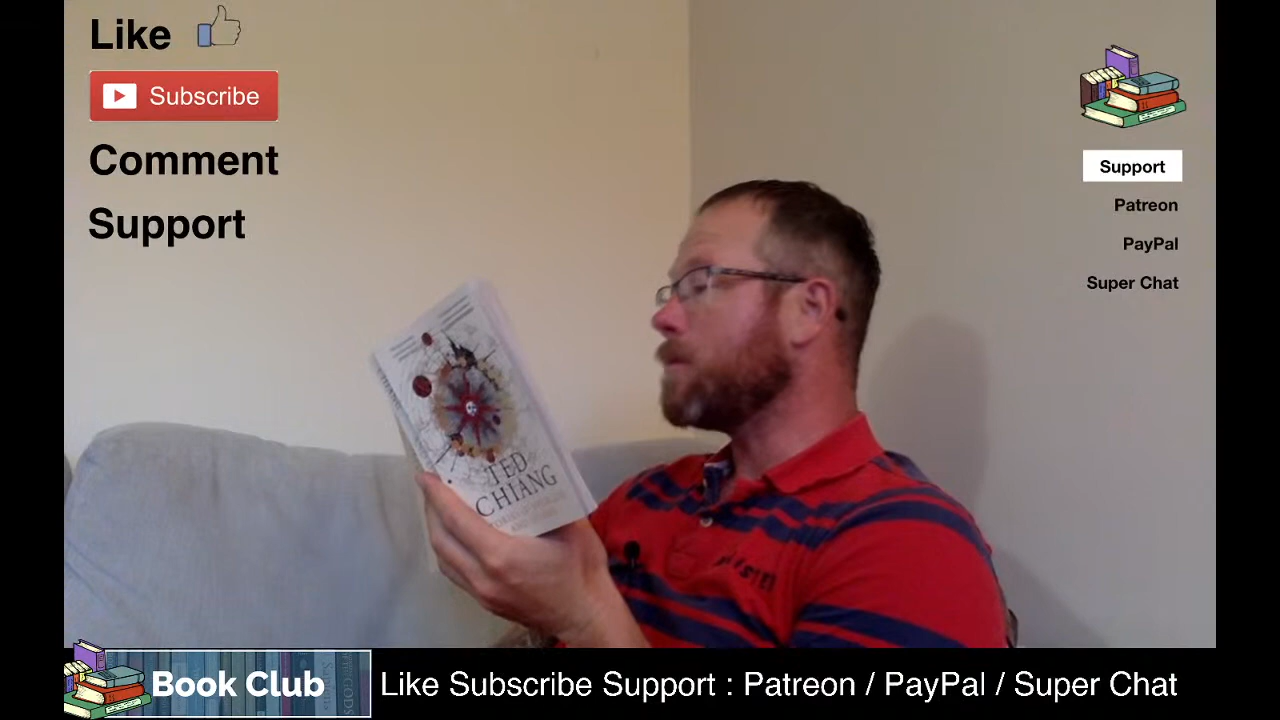 Like
Subscribe
Comment
Support
Support
Patreon
PayPal
Super Chat
TED
CHIANG
Book Club
Like Subscribe Support : Patreon / PayPal / Super Chat